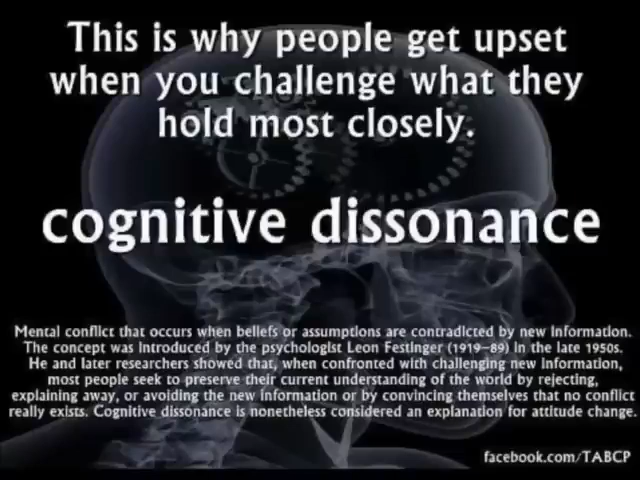 This is why people get upset
when you challenge what they
hold most closely.
cognitive dissonance
Mental conflict that occurs when beliefs or assumptions are contradicted by new information.
The concept was introduced by the psychologist Leon Festinger (1919–89) in the late 1950s.
He and later researchers showed that, when confronted with challenging new information,
most people seek to preserve their current understanding of the world by rejecting,
explaining away, or avoiding the new information or by convincing themselves that no conflict
really exists. Cognitive dissonance is nonetheless considered an explanation for attitude change.
facebook.com/TABCP